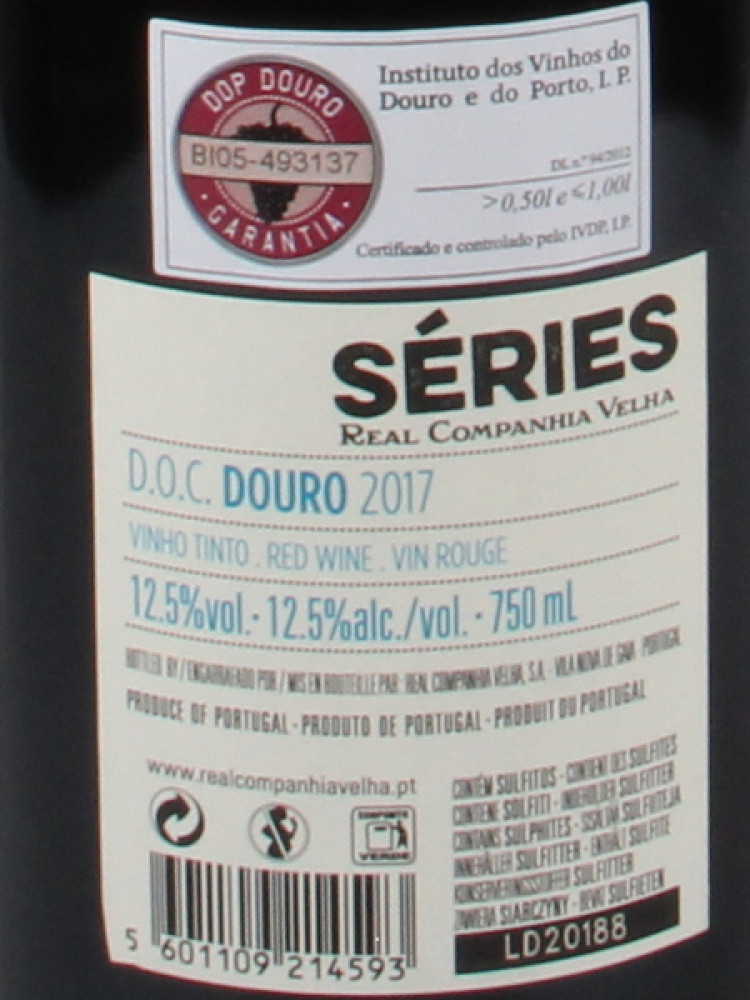 DOP DOURO
BIO5-493137
· GARANTIA ·
Instituto dos Vinhos do
Douro e do Porto, I. P.
DL n.º 94/2012
>0,50l e ≤1,00l
Certificado e controlado pelo IVDP, I.P.
SÉRIES
REAL COMPANHIA VELHA
D.O.C. DOURO 2017
VINHO TINTO . RED WINE . VIN ROUGE
12.5%vol. · 12.5%alc./vol. · 750 mL
BOTTLED BY / ENGARRAFADO POR / MIS EN BOUTEILLE PAR: REAL COMPANHIA VELHA, S.A. · VILA NOVA DE GAIA · PORTUGAL
PRODUCE OF PORTUGAL · PRODUTO DE PORTUGAL · PRODUIT DU PORTUGAL
www.realcompanhiavelha.pt
VERDE
CONTÉM SULFITOS · CONTIENT DES SULFITES
CONTIENE SOLFITI · INDEHOLDER SULFITTER
CONTAINS SULPHITES · SISÄLTÄÄ SULFIITTEJA
INNEHÅLLER SULFITTER · ENTHÄLT SULFITE
KONSERVERINGSSTOFFER SULFITTER
ZAWIERA SIARCZYNY · BEVAT SULFIETEN
LD20188
5 601109 214593